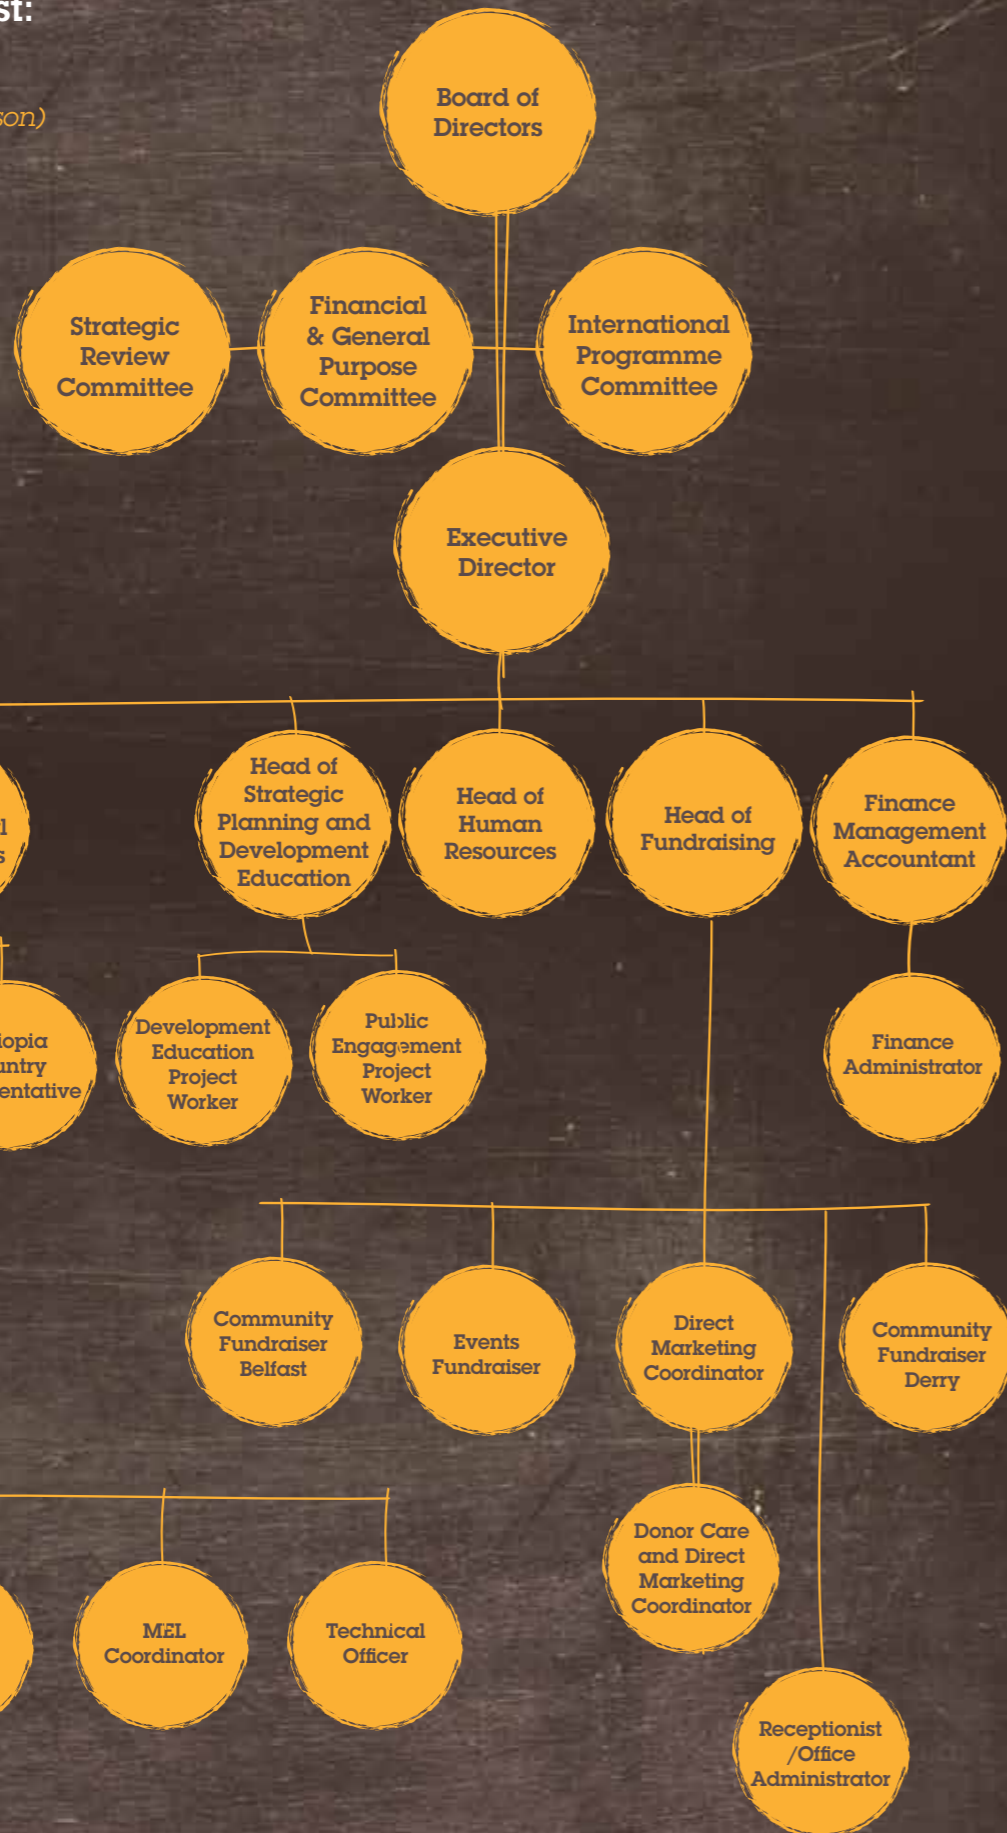 st:
son)
Board of
Directors
Strategic
Review
Committee
Financial
& General
Purpose
Committee
International
Programme
Committee
Executive
Director
l
s
Head of
Strategic
Planning and
Development
Education
Head of
Human
Resources
Head of
Fundraising
Finance
Management
Accountant
iopia
untry
entative
Development
Education
Project
Worker
Public
Engagement
Project
Worker
Finance
Administrator
Community
Fundraiser
Belfast
Events
Fundraiser
Direct
Marketing
Coordinator
Community
Fundraiser
Derry
Donor Care
and Direct
Marketing
Coordinator
MEL
Coordinator
Technical
Officer
Receptionist
/Office
Administrator